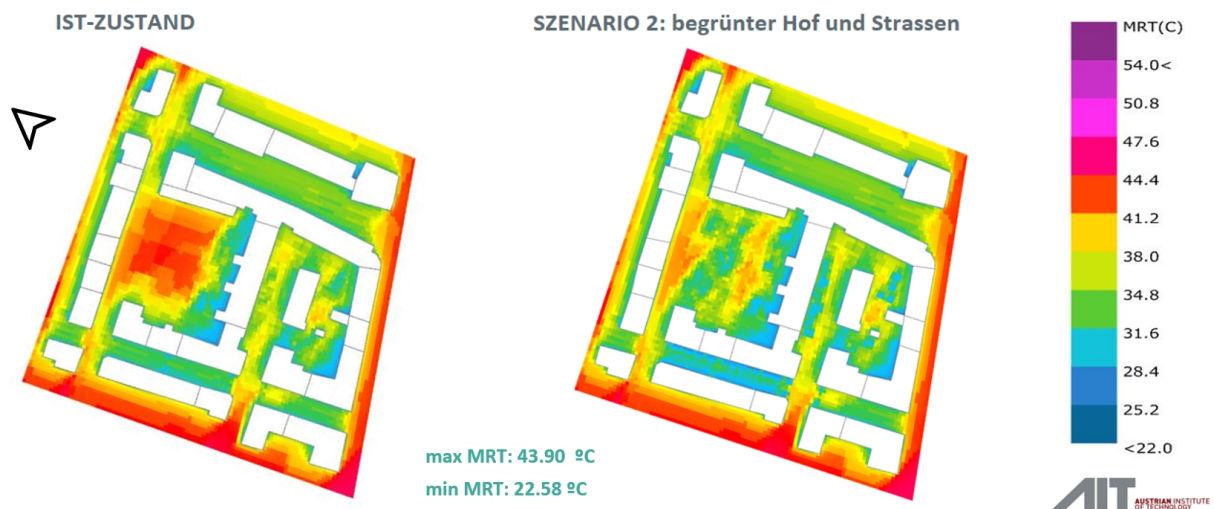 IST-ZUSTAND
SZENARIO 2: begrünter Hof und Strassen
MRT(C)
54.0<
50.8
47.6
44.4
41.2
38.0
34.8
31.6
28.4
25.2
<22.0
max MRT: 43.90 ºC
min MRT: 22.58 ºC
AIT
AUSTRIAN INSTITUTE
OF TECHNOLOGY